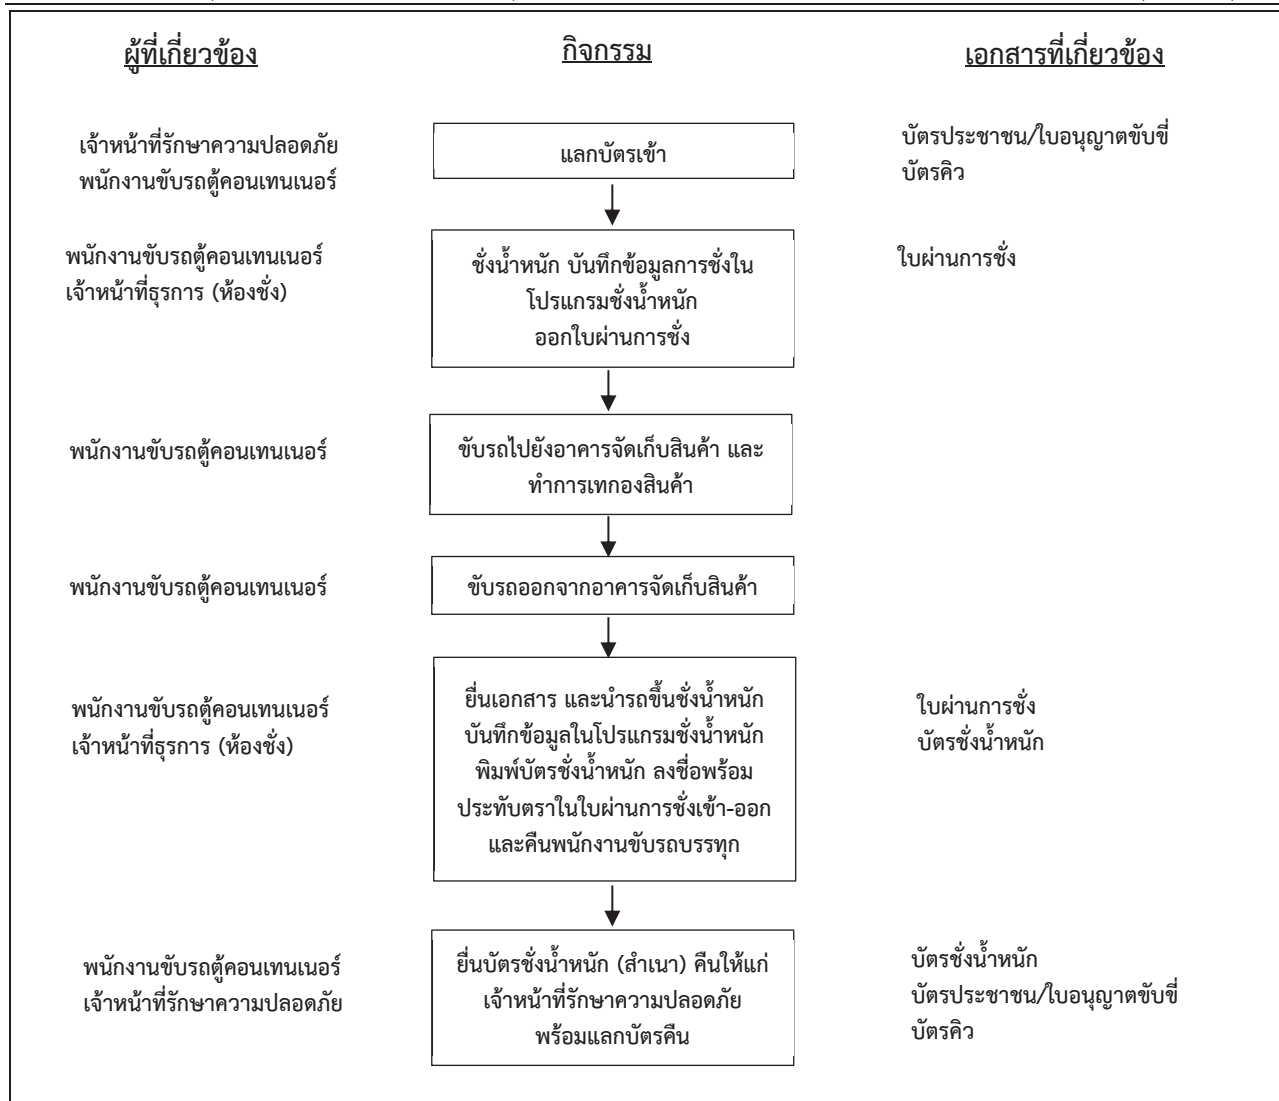 ผู้ที่เกี่ยวข้อง
กิจกรรม
เอกสารที่เกี่ยวข้อง
เจ้าหน้าที่รักษาความปลอดภัย
พนักงานขับรถตู้คอนเทนเนอร์
แลกบัตรเข้า
บัตรประชาชน/ใบอนุญาตขับขี่
บัตรคิว
พนักงานขับรถตู้คอนเทนเนอร์
เจ้าหน้าที่ธุรการ (ห้องชั่ง)
ชั่งน้ำหนัก บันทึกข้อมูลการชั่งใน
โปรแกรมชั่งน้ำหนัก
ออกใบผ่านการชั่ง
ใบผ่านการชั่ง
พนักงานขับรถตู้คอนเทนเนอร์
ขับรถไปยังอาคารจัดเก็บสินค้า และ
ทำการเทกองสินค้า
พนักงานขับรถตู้คอนเทนเนอร์
ขับรถออกจากอาคารจัดเก็บสินค้า
พนักงานขับรถตู้คอนเทนเนอร์
เจ้าหน้าที่ธุรการ (ห้องชั่ง)
ยื่นเอกสาร และนำรถขึ้นชั่งน้ำหนัก
บันทึกข้อมูลในโปรแกรมชั่งน้ำหนัก
พิมพ์บัตรชั่งน้ำหนัก ลงชื่อพร้อม
ประทับตราในใบผ่านการชั่งเข้า-ออก
และคืนพนักงานขับรถบรรทุก
ใบผ่านการชั่ง
บัตรชั่งน้ำหนัก
พนักงานขับรถตู้คอนเทนเนอร์
เจ้าหน้าที่รักษาความปลอดภัย
ยื่นบัตรชั่งน้ำหนัก (สำเนา) คืนให้แก่
เจ้าหน้าที่รักษาความปลอดภัย
พร้อมแลกบัตรคืน
บัตรชั่งน้ำหนัก
บัตรประชาชน/ใบอนุญาตขับขี่
บัตรคิว